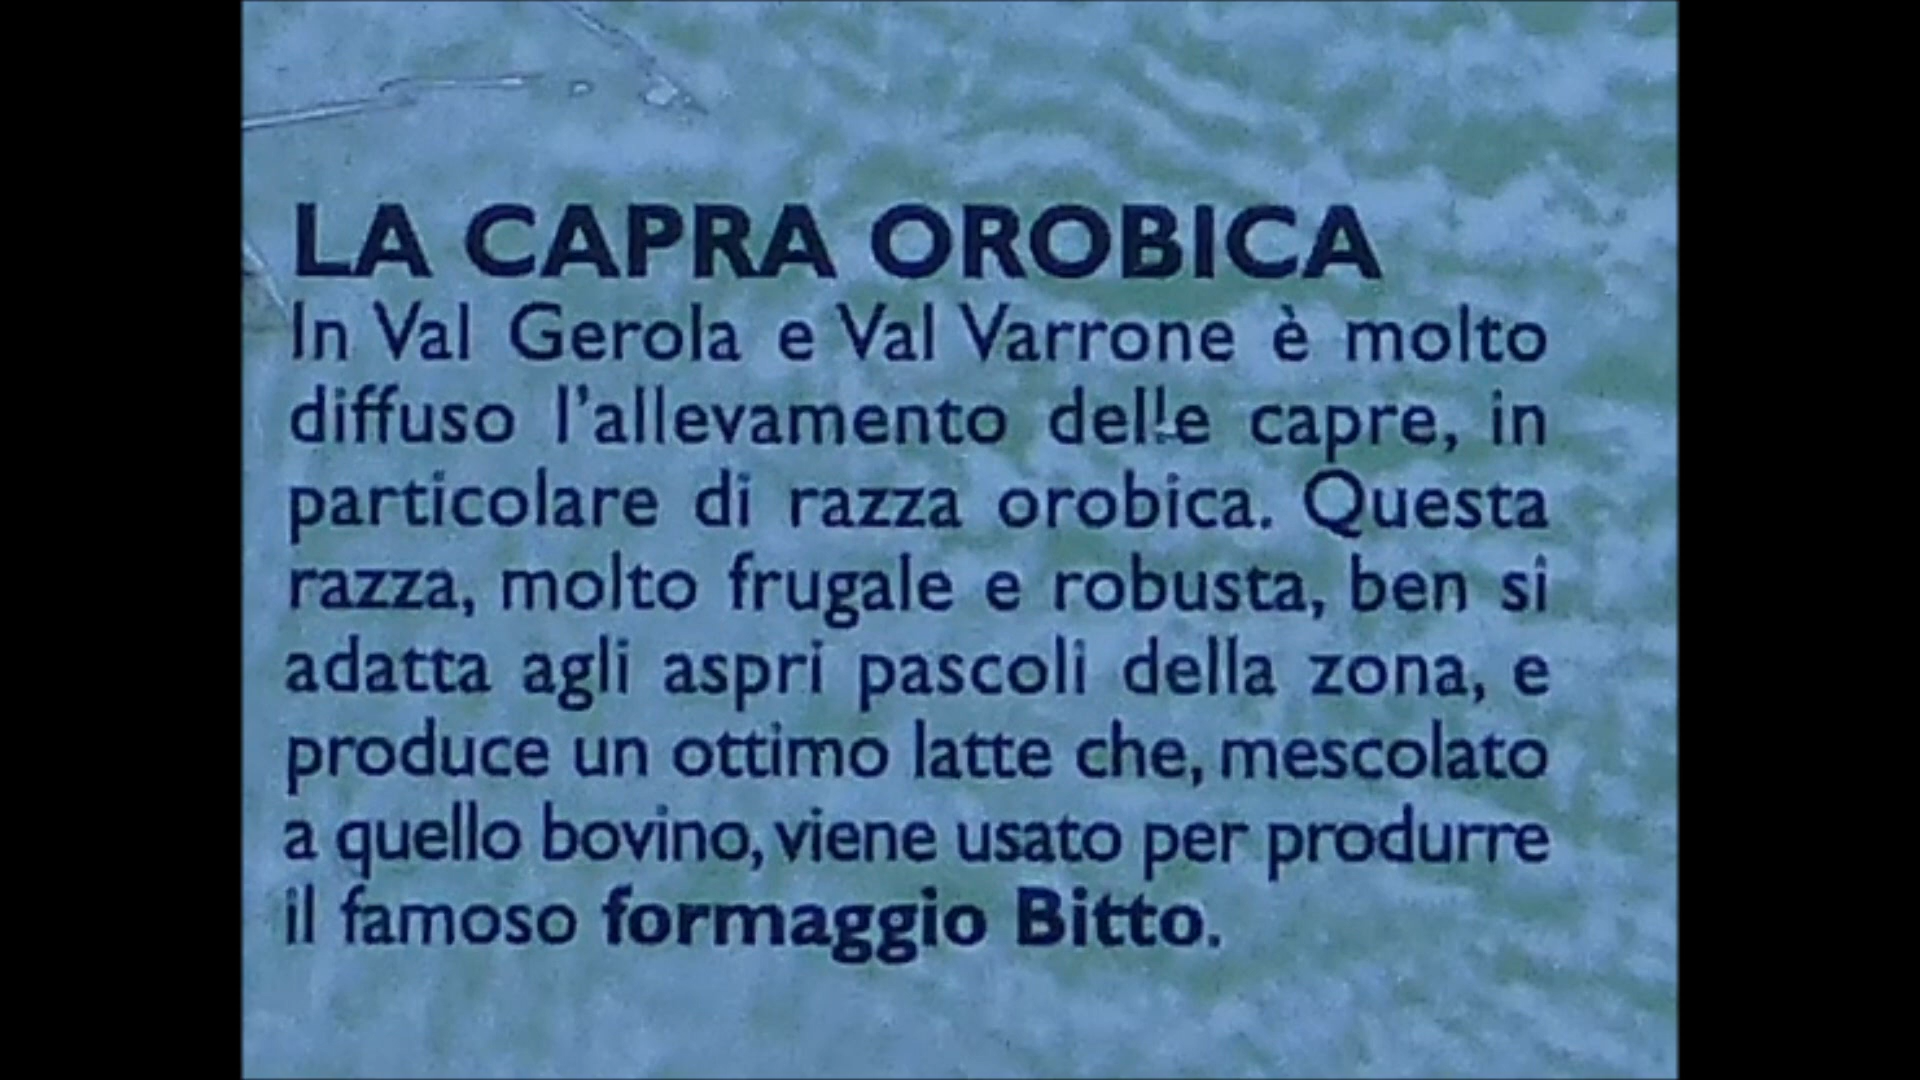 LA CAPRA OROBICA
In Val Gerola e Val Varrone è molto
diffuso l'allevamento delle capre, in
particolare di razza orobica. Questa
razza, molto frugale e robusta, ben si
adatta agli aspri pascoli della zona, e
produce un ottimo latte che, mescolato
a quello bovino, viene usato per produrre
il famoso formaggio Bitto.